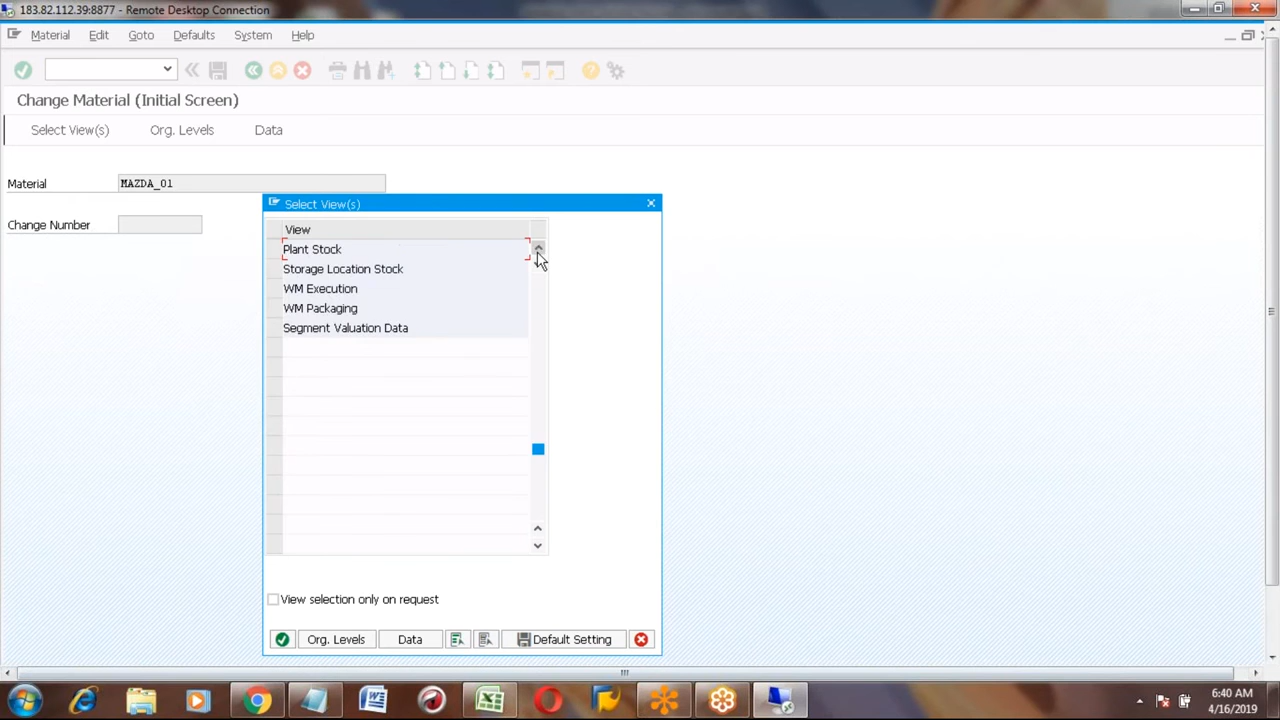 183.82.112.39:8877 - Remote Desktop Connection
Material Edit Goto Defaults System Help
Change Material (Initial Screen)
Select View(s) Org. Levels Data
Material MAZDA_01
Change Number
Select View(s)
View
Plant Stock
Storage Location Stock
WM Execution
WM Packaging
Segment Valuation Data
View selection only on request
Org. Levels Data Default Setting
6:40 AM
4/16/2019